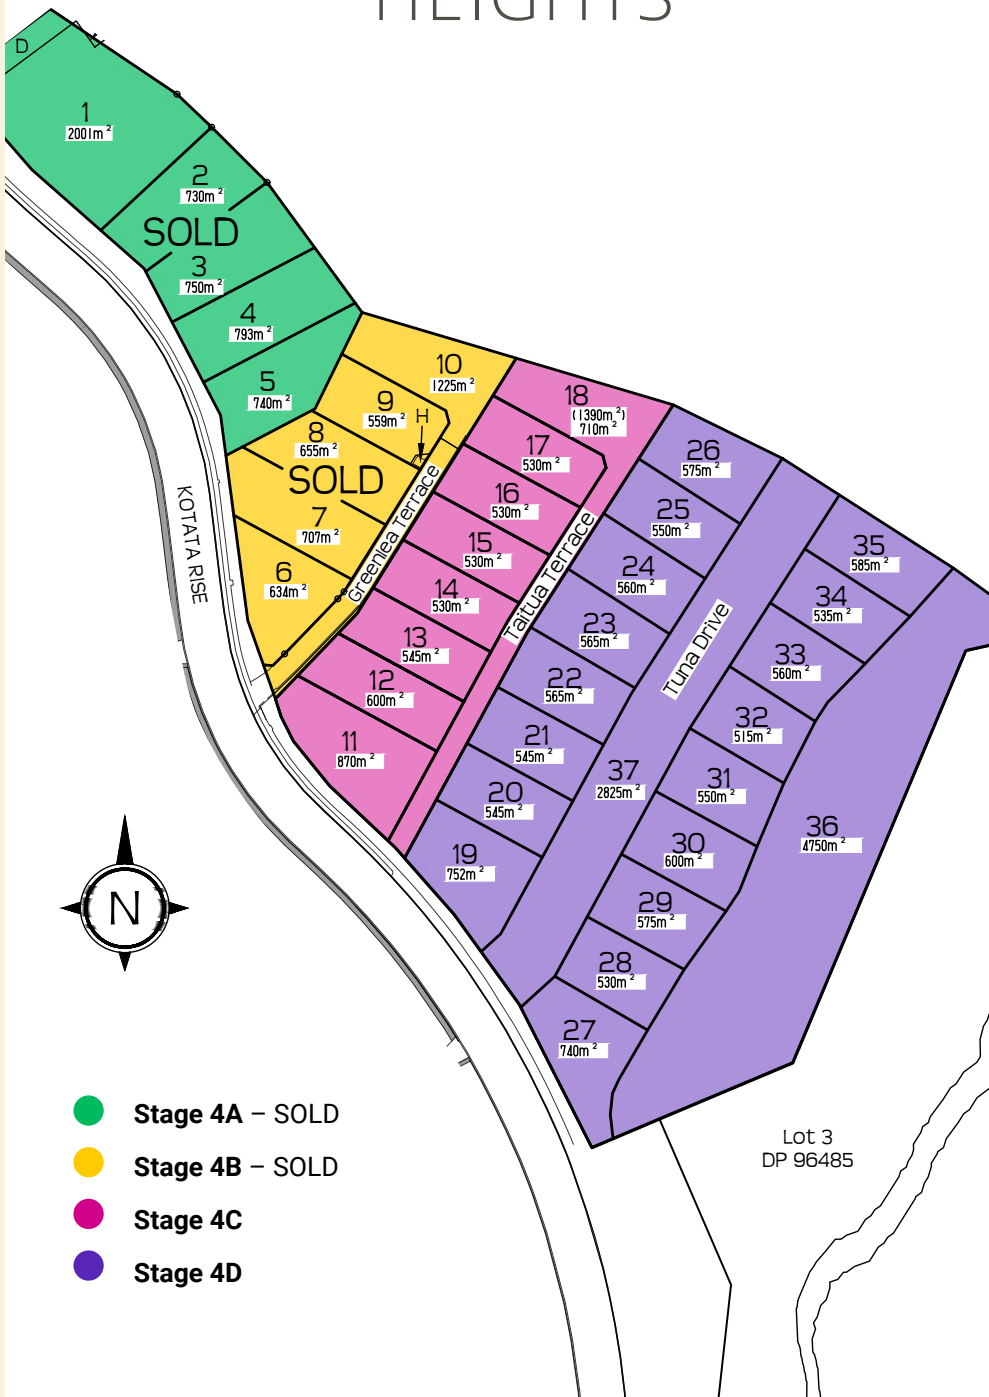 HEIGHTS
D
1
2001m²
2
730m²
SOLD
3
750m²
4
793m²
5
740m²
10
1225m²
9
559m²
H
8
655m²
SOLD
7
707m²
6
634m²
Greenlea Terrace
KOTATA RISE
18
(1390m²)
710m²
17
530m²
16
530m²
15
530m²
14
530m²
13
545m²
12
600m²
11
870m²
Taitua Terrace
26
575m²
25
550m²
24
560m²
23
565m²
22
565m²
21
545m²
20
545m²
19
752m²
Tuna Drive
37
2825m²
35
585m²
34
535m²
33
560m²
32
515m²
31
550m²
30
600m²
29
575m²
28
530m²
27
740m²
36
4750m²
N
Stage 4A – SOLD
Stage 4B – SOLD
Stage 4C
Stage 4D
Lot 3
DP 96485